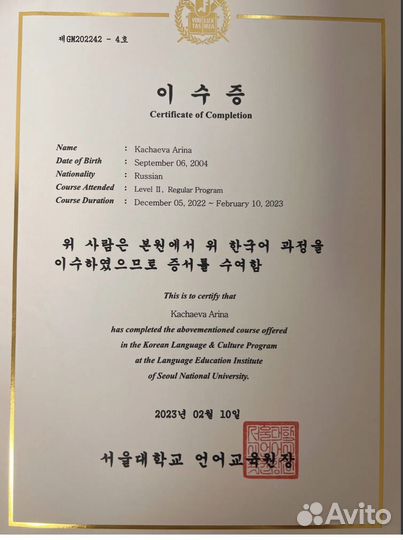 제GM202242 - 4호
이 수 증
Certificate of Completion
Name : Kachaeva Arina
Date of Birth : September 06, 2004
Nationality : Russian
Course Attended : Level Ⅱ, Regular Program
Course Duration : December 05, 2022 ~ February 10, 2023
위 사람은 본원에서 위 한국어 과정을
이수하였으므로 증서를 수여함
This is to certify that
Kachaeva Arina
has completed the abovementioned course offered
in the Korean Language & Culture Program
at the Language Education Institute
of Seoul National University.
2023년 02월 10일
서울대학교 언어교육원장
Avito